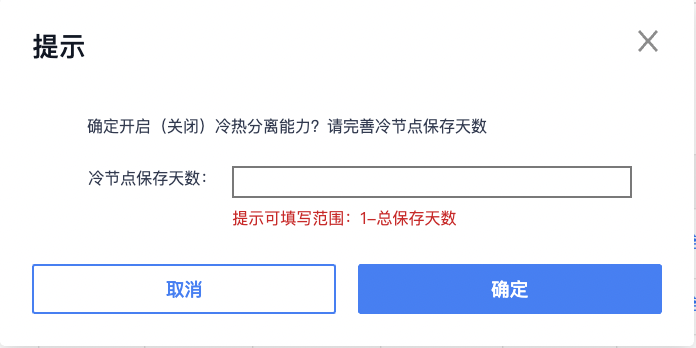 提示
确定开启（关闭）冷热分离能力？请完善冷节点保存天数
冷节点保存天数：
提示可填写范围：1-总保存天数
取消
确定